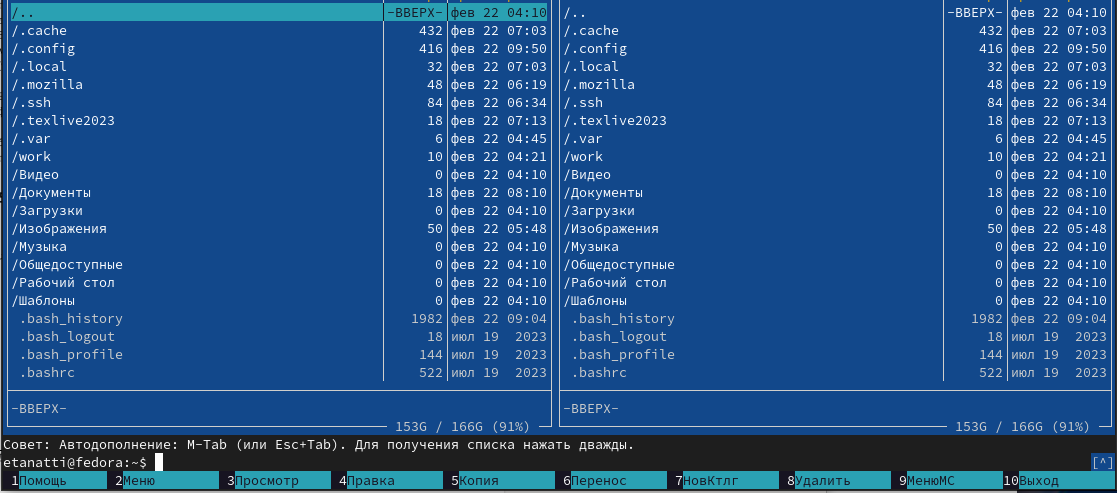 /.. -ВВЕРХ- фев 22 04:10 /.. -ВВЕРХ- фев 22 04:10
/.cache 432 фев 22 07:03 /.cache 432 фев 22 07:03
/.config 416 фев 22 09:50 /.config 416 фев 22 09:50
/.local 32 фев 22 07:03 /.local 32 фев 22 07:03
/.mozilla 48 фев 22 06:19 /.mozilla 48 фев 22 06:19
/.ssh 84 фев 22 06:34 /.ssh 84 фев 22 06:34
/.texlive2023 18 фев 22 07:13 /.texlive2023 18 фев 22 07:13
/.var 6 фев 22 04:45 /.var 6 фев 22 04:45
/work 10 фев 22 04:21 /work 10 фев 22 04:21
/Видео 0 фев 22 04:10 /Видео 0 фев 22 04:10
/Документы 18 фев 22 08:10 /Документы 18 фев 22 08:10
/Загрузки 0 фев 22 04:10 /Загрузки 0 фев 22 04:10
/Изображения 50 фев 22 05:48 /Изображения 50 фев 22 05:48
/Музыка 0 фев 22 04:10 /Музыка 0 фев 22 04:10
/Общедоступные 0 фев 22 04:10 /Общедоступные 0 фев 22 04:10
/Рабочий стол 0 фев 22 04:10 /Рабочий стол 0 фев 22 04:10
/Шаблоны 0 фев 22 04:10 /Шаблоны 0 фев 22 04:10
.bash_history 1982 фев 22 09:04 .bash_history 1982 фев 22 09:04
.bash_logout 18 июл 19 2023 .bash_logout 18 июл 19 2023
.bash_profile 144 июл 19 2023 .bash_profile 144 июл 19 2023
.bashrc 522 июл 19 2023 .bashrc 522 июл 19 2023
-ВВЕРХ- -ВВЕРХ-
153G / 166G (91%) 153G / 166G (91%)
Совет: Автодополнение: M-Tab (или Esc+Tab). Для получения списка нажать дважды.
etanatti@fedora:~$ [^]
1Помощь 2Меню 3Просмотр 4Правка 5Копия 6Перенос 7НовКтлг 8Удалить 9МенюМС 10Выход